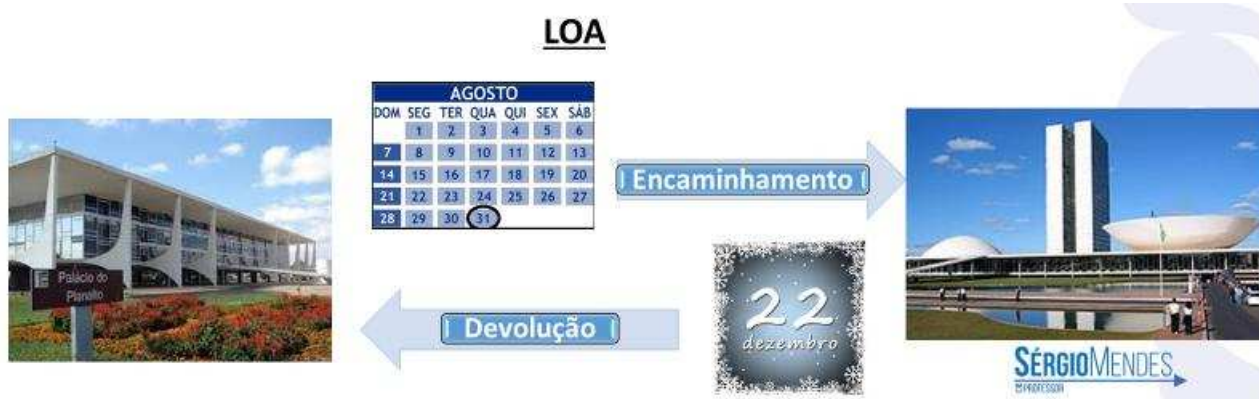 LOA
AGOSTO
DOM SEG TER QUA QUI SEX SÁB
1 2 3 4 5 6
7 8 9 10 11 12 13
14 15 16 17 18 19 20
21 22 23 24 25 26 27
28 29 30 31
Encaminhamento
Palácio do
Planalto
Devolução
22
dezembro
SÉRGIOMENDES
PROFESSOR